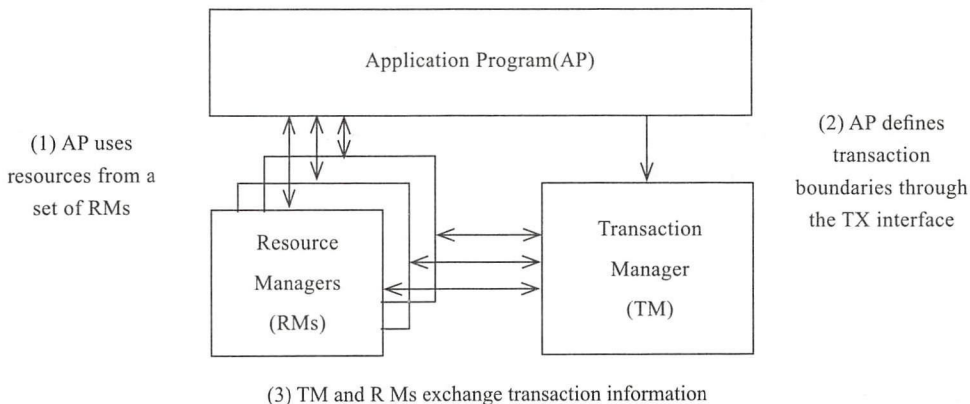 Application Program(AP)
(1) AP uses
resources from a
set of RMs
(2) AP defines
transaction
boundaries through
the TX interface
Resource
Managers
(RMs)
Transaction
Manager
(TM)
(3) TM and R Ms exchange transaction information